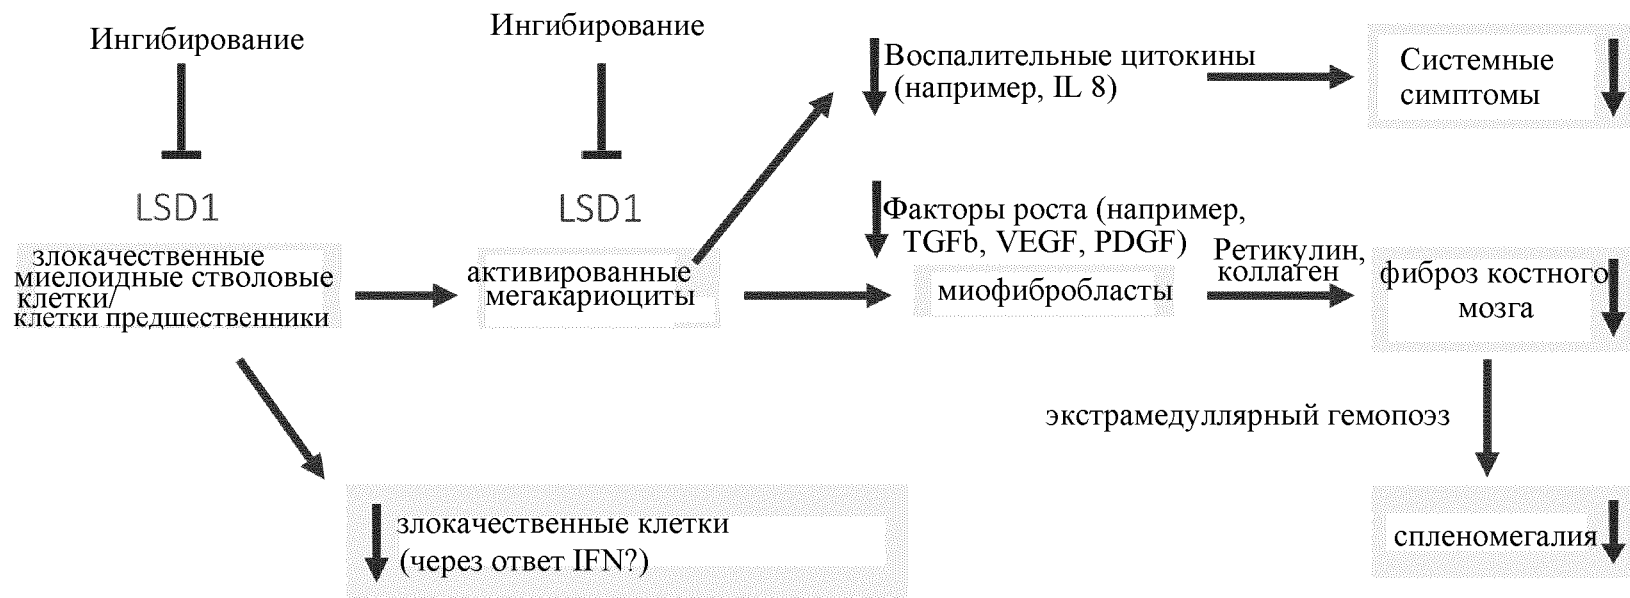 Ингибирование
Ингибирование
LSD1
LSD1
злокачественные
миелоидные стволовые
клетки/
клетки предшественники
активированные
мегакариоциты
Воспалительные цитокины
(например, IL 8)
Системные
симптомы
Факторы роста (например,
TGFb, VEGF, PDGF)
миофибробласты
Ретикулин,
коллаген
фиброз костного
мозга
экстрамедуллярный гемопоэз
злокачественные клетки
(через ответ IFN?)
спленомегалия